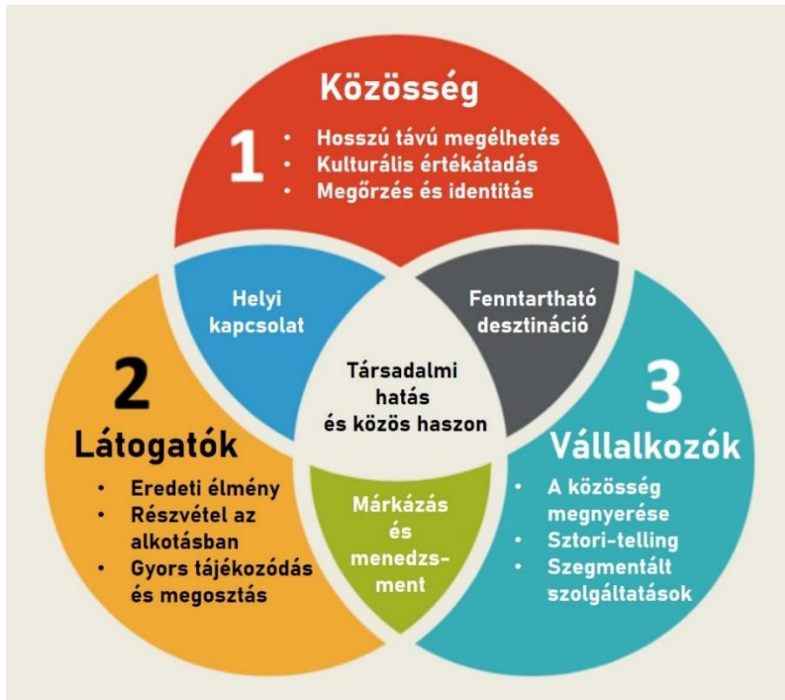 Közösség
1
• Hosszú távú megélhetés
• Kulturális értékátadás
• Megőrzés és identitás
Helyi
kapcsolat
Fenntartható
desztináció
Társadalmi
hatás
és közös haszon
2
Látogatók
• Eredeti élmény
• Részvétel az
alkotásban
• Gyors tájékozódás
és megosztás
Márkázás
és
menedzs-
ment
3
Vállalkozók
• A közösség
megnyerése
• Sztori-telling
• Szegmentált
szolgáltatások